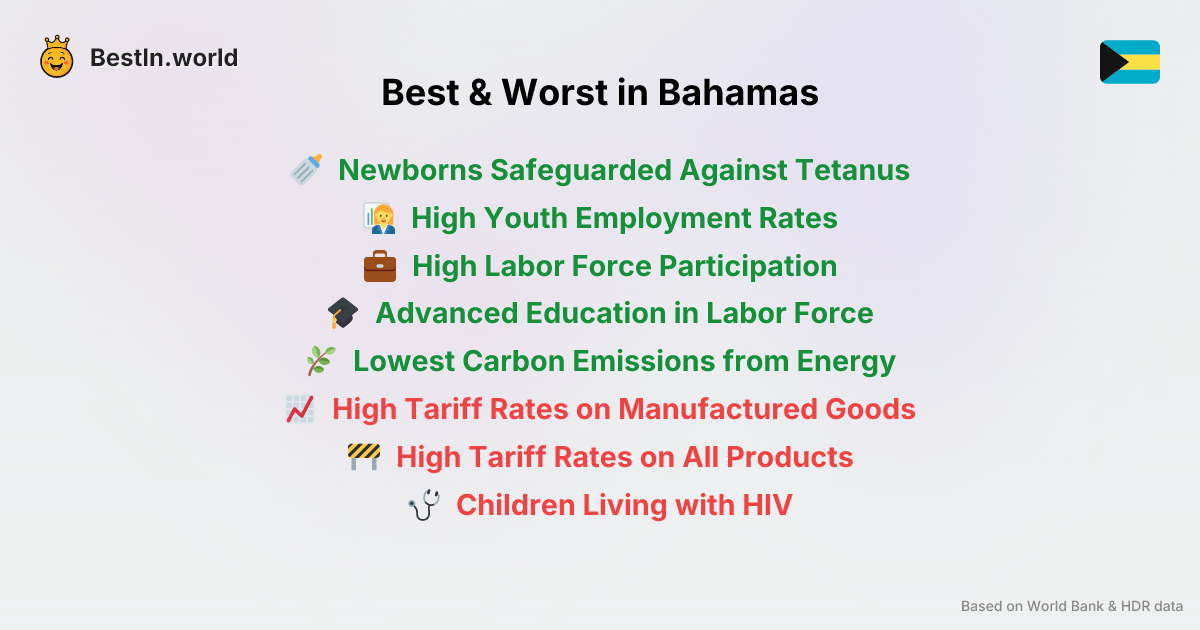 BestIn.world
Best & Worst in Bahamas
Newborns Safeguarded Against Tetanus
High Youth Employment Rates
High Labor Force Participation
Advanced Education in Labor Force
Lowest Carbon Emissions from Energy
High Tariff Rates on Manufactured Goods
High Tariff Rates on All Products
Children Living with HIV
Based on World Bank & HDR data